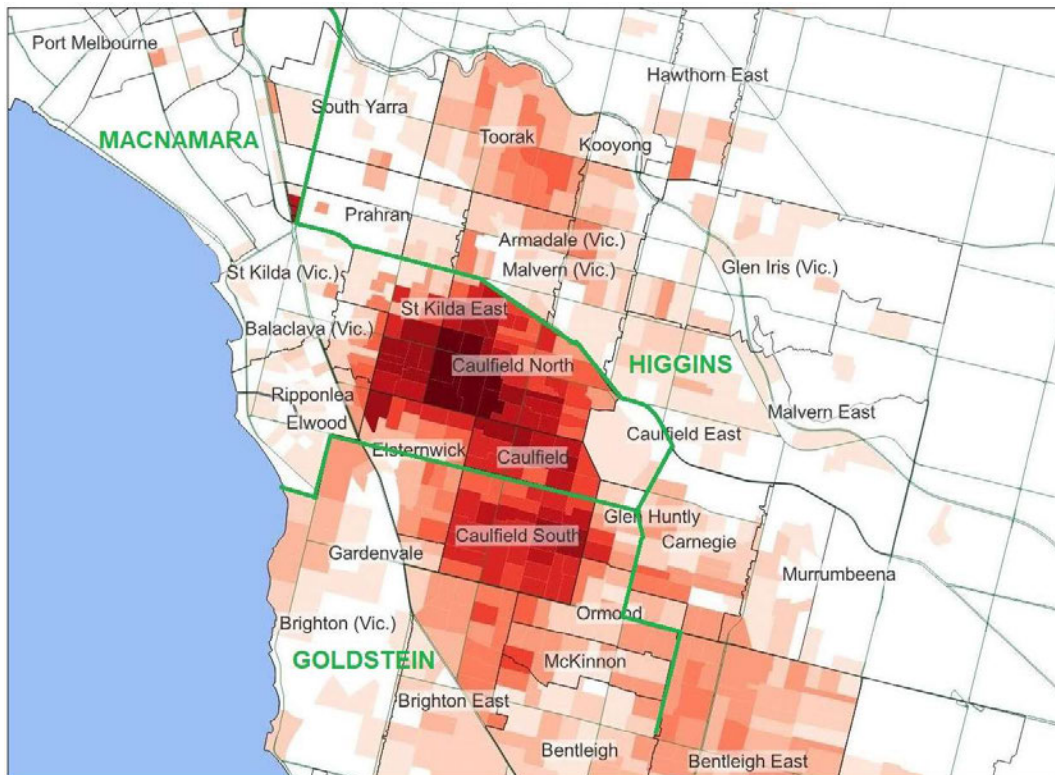 Port Melbourne
Hawthorn East
South Yarra
MACNAMARA
Toorak
Kooyong
Prahran
Armadale (Vic.)
St Kilda (Vic.)
Malvern (Vic.)
Glen Iris (Vic.)
St Kilda East
Balaclava (Vic.)
Caulfield North
HIGGINS
Ripponlea
Malvern East
Elwood
Caulfield East
Elsternwick
Caulfield
Glen Huntly
Caulfield South
Carnegie
Gardenvale
Murrumbeena
Ormond
Brighton (Vic.)
GOLDSTEIN
McKinnon
Brighton East
Bentleigh
Bentleigh East